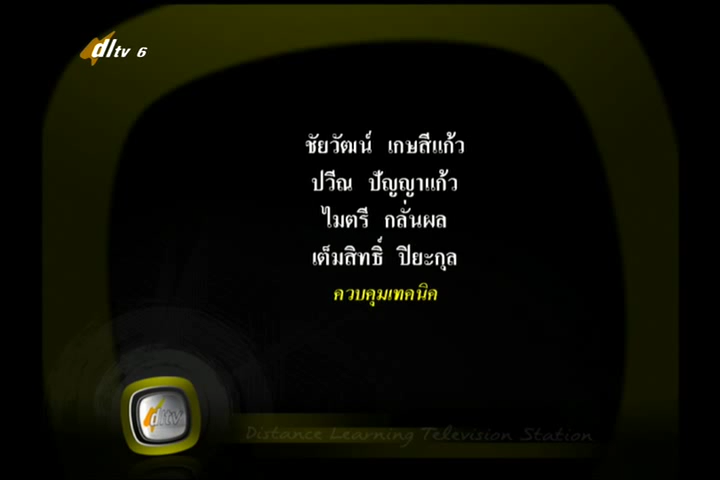 dltv 6
ชัยวัฒน์ เกษสีแก้ว
ปวีณ ปัญญาแก้ว
ไมตรี กลั่นผล
เต็มสิทธิ์ ปิยะกุล
ควบคุมเทคนิค
dltv
Distance Learning Television Station